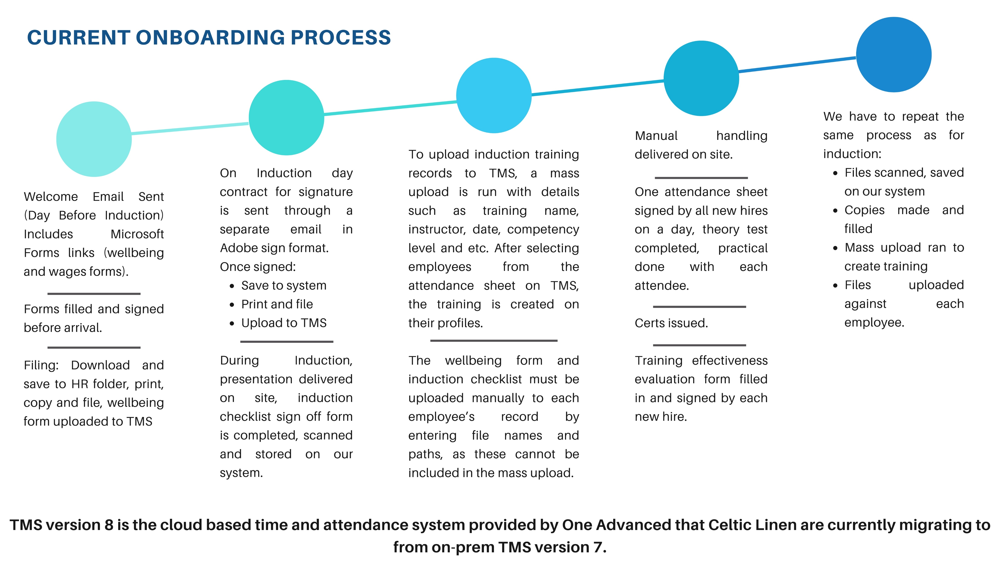 CURRENT ONBOARDING PROCESS
Welcome Email Sent
(Day Before Induction)
Includes Microsoft
Forms links (wellbeing
and wages forms).
Forms filled and signed
before arrival.
Filing: Download and
save to HR folder, print,
copy and file, wellbeing
form uploaded to TMS
On Induction day
contract for signature
is sent through a
separate email in
Adobe sign format.
Once signed:
• Save to system
• Print and file
• Upload to TMS
During Induction,
presentation delivered
on site, induction
checklist sign off form
is completed, scanned
and stored on our
system.
To upload induction training
records to TMS, a mass
upload is run with details
such as training name,
instructor, date, competency
level and etc. After selecting
employees from the
attendance sheet on TMS,
the training is created on
their profiles.
The wellbeing form and
induction checklist must be
uploaded manually to each
employee’s record by
entering file names and
paths, as these cannot be
included in the mass upload.
Manual handling
delivered on site.
One attendance sheet
signed by all new hires
on a day, theory test
completed, practical
done with each
attendee.
Certs issued.
Training effectiveness
evaluation form filled
in and signed by each
new hire.
We have to repeat the
same process as for
induction:
• Files scanned, saved
on our system
• Copies made and
filled
• Mass upload ran to
create training
• Files uploaded
against each
employee.
TMS version 8 is the cloud based time and attendance system provided by One Advanced that Celtic Linen are currently migrating to
from on-prem TMS version 7.